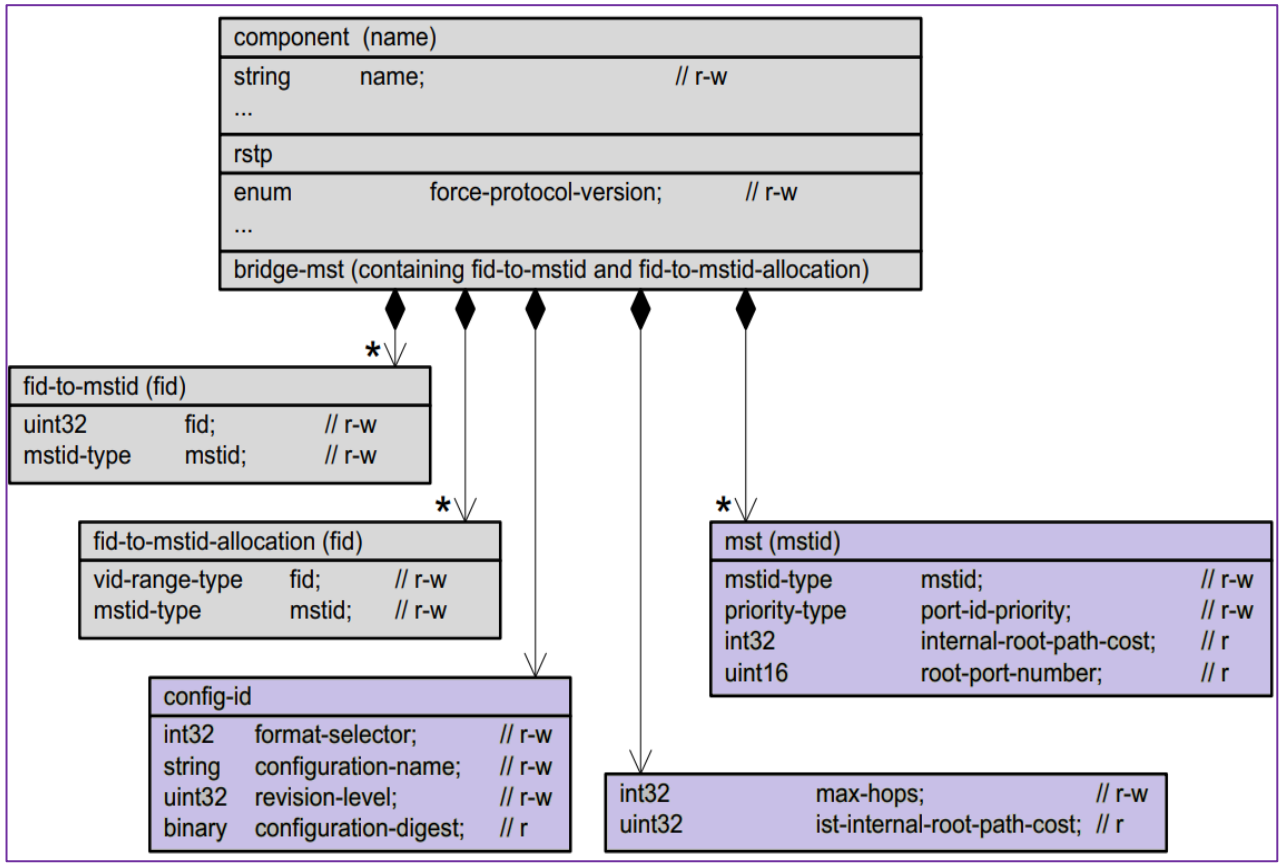 component (name)
string name; // r-w
...
rstp
enum force-protocol-version; // r-w
...
bridge-mst (containing fid-to-mstid and fid-to-mstid-allocation)
*
fid-to-mstid (fid)
uint32 fid; // r-w
mstid-type mstid; // r-w
*
fid-to-mstid-allocation (fid)
vid-range-type fid; // r-w
mstid-type mstid; // r-w
*
mst (mstid)
mstid-type mstid; // r-w
priority-type port-id-priority; // r-w
int32 internal-root-path-cost; // r
uint16 root-port-number; // r
config-id
int32 format-selector; // r-w
string configuration-name; // r-w
uint32 revision-level; // r-w
binary configuration-digest; // r
int32 max-hops; // r-w
uint32 ist-internal-root-path-cost; // r